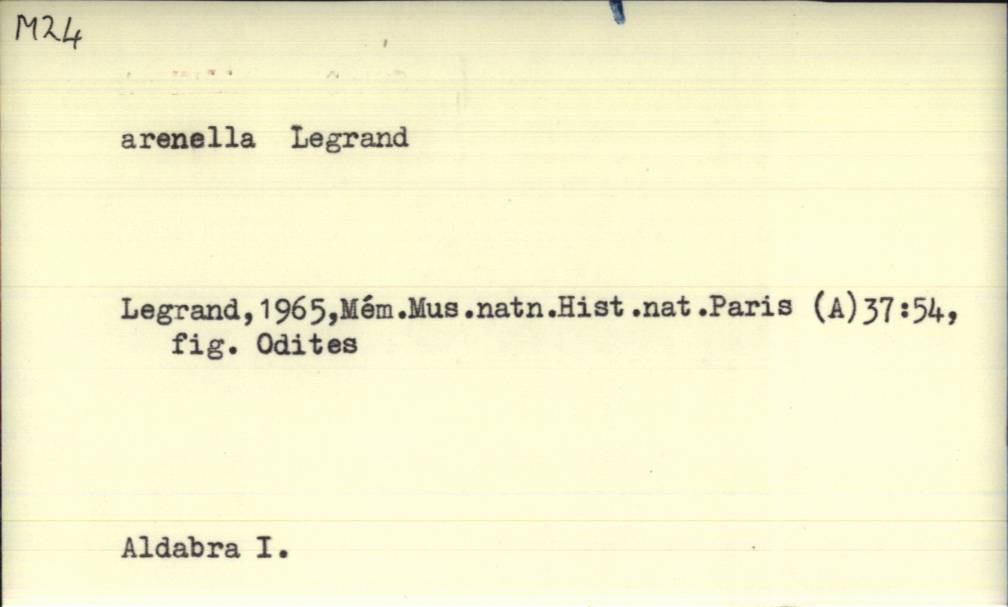 M24
arenella Legrand
Legrand,1965,Mém.Mus.natn.Hist.nat.Paris (A)37:54,
fig. Odites
Aldabra I.